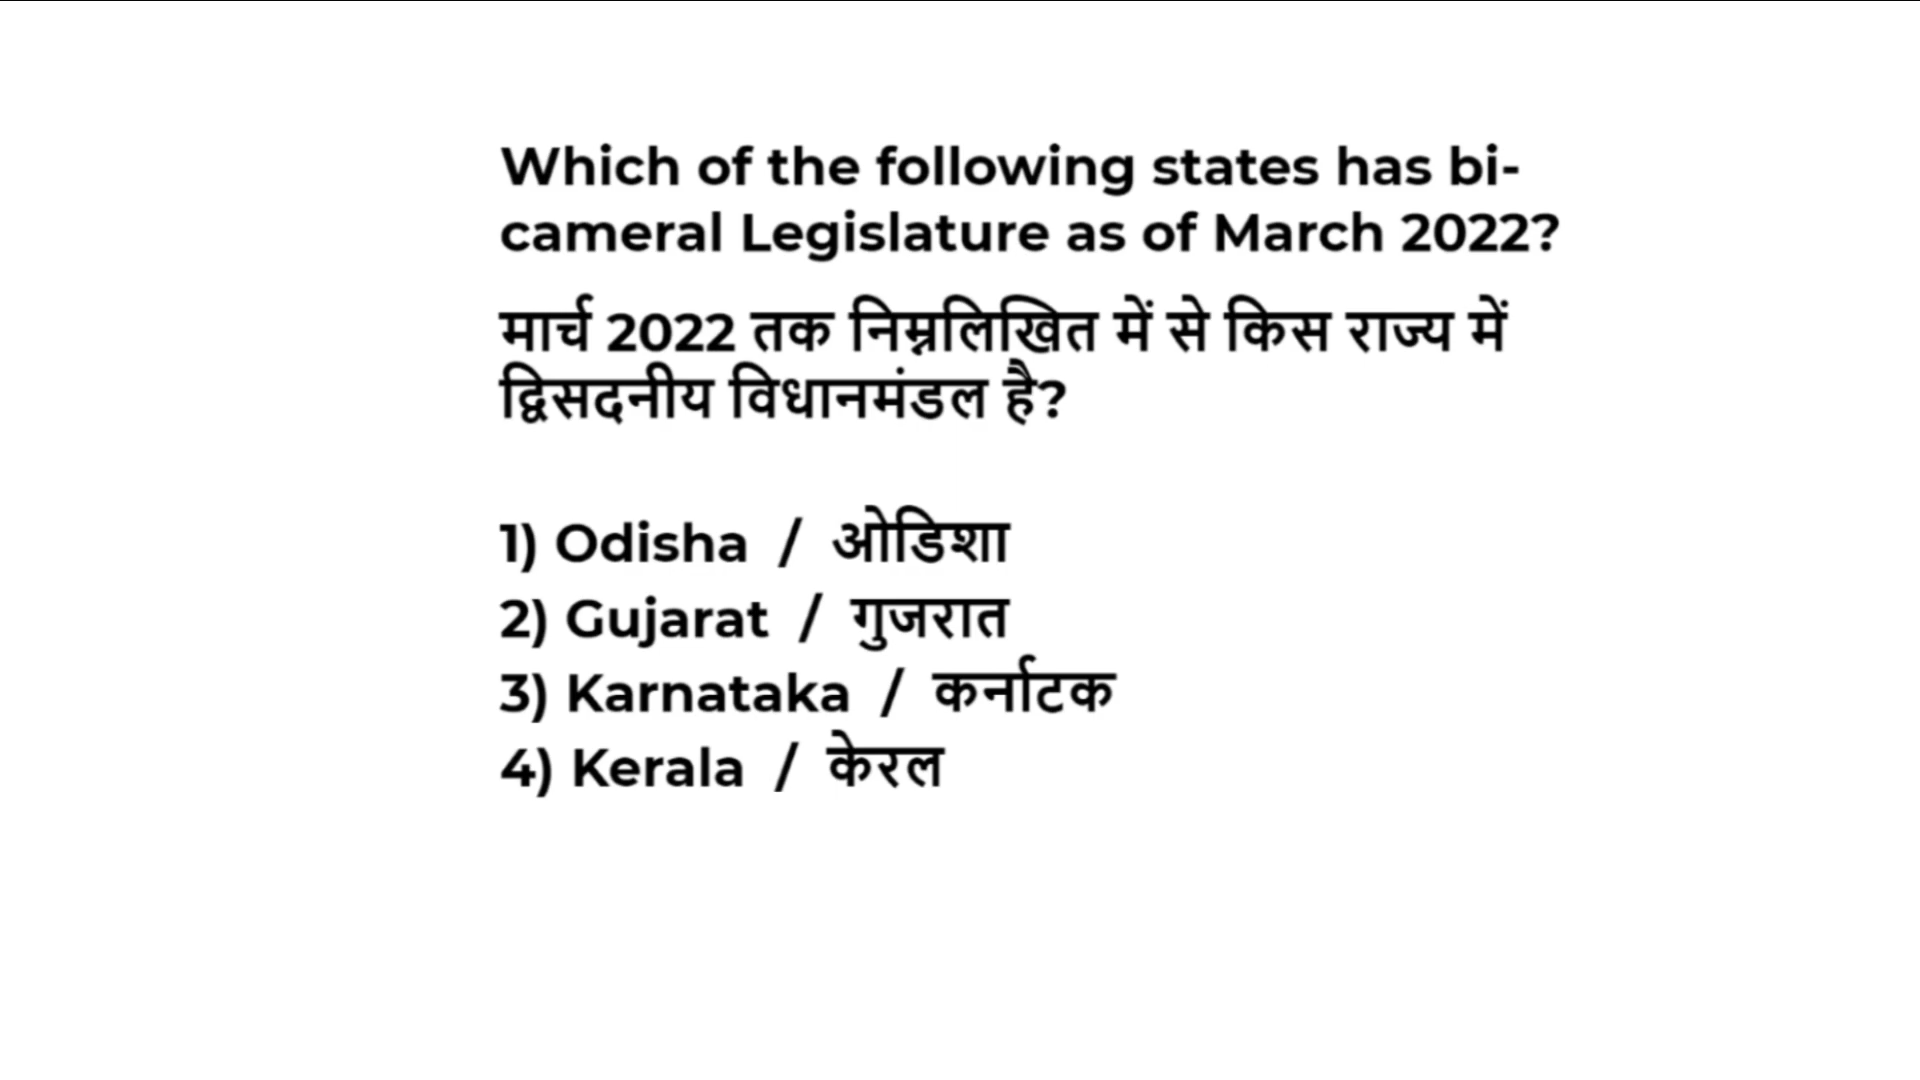 Which of the following states has bi-
cameral Legislature as of March 2022?
मार्च 2022 तक निम्नलिखित में से किस राज्य में
द्विसदनीय विधानमंडल है?
1) Odisha / ओडिशा
2) Gujarat / गुजरात
3) Karnataka / कर्नाटक
4) Kerala / केरल